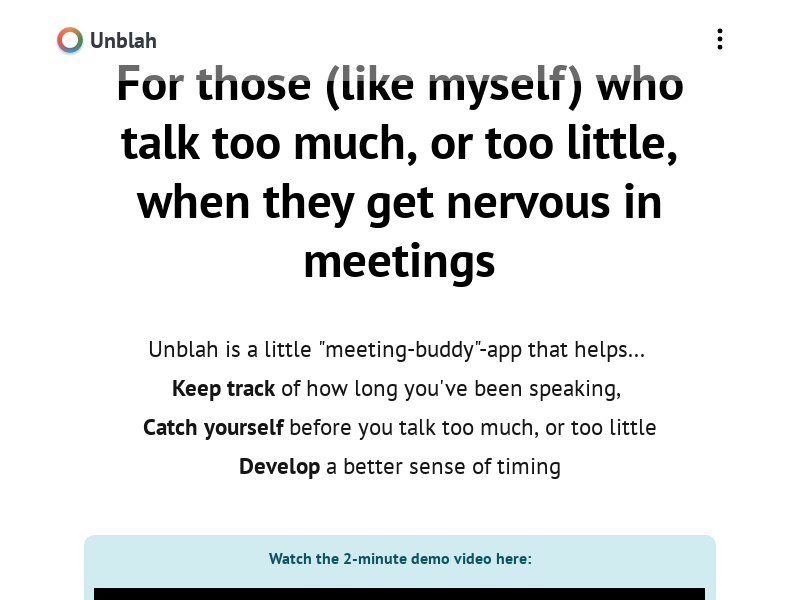 Unblah
For those (like myself) who
talk too much, or too little,
when they get nervous in
meetings
Unblah is a little "meeting-buddy"-app that helps...
Keep track of how long you've been speaking,
Catch yourself before you talk too much, or too little
Develop a better sense of timing
Watch the 2-minute demo video here: